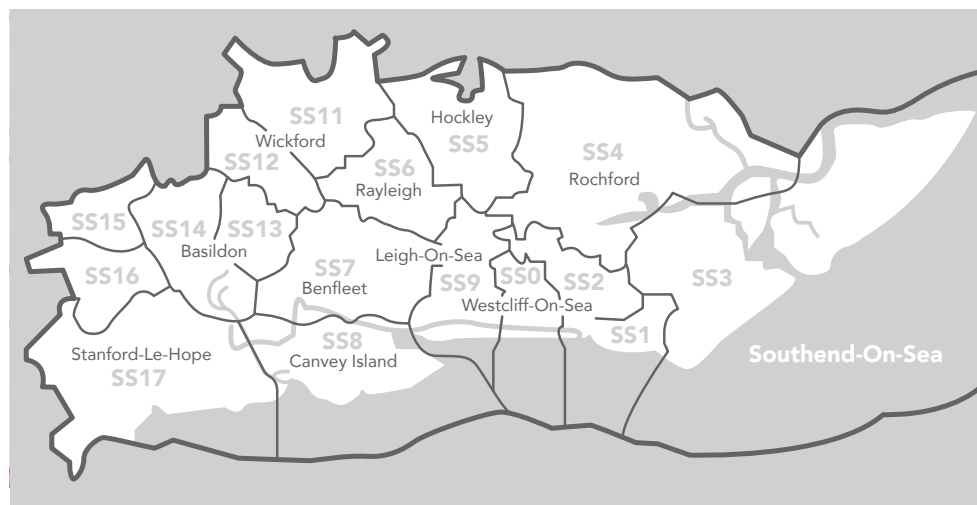 SS11
Wickford
SS12
Hockley
SS5
SS6
Rayleigh
SS4
Rochford
SS15
SS14
SS13
Basildon
SS16
SS7
Benfleet
Leigh-On-Sea
SS9
SS0
SS2
Westcliff-On-Sea
SS3
SS1
SS8
Canvey Island
Stanford-Le-Hope
SS17
Southend-On-Sea